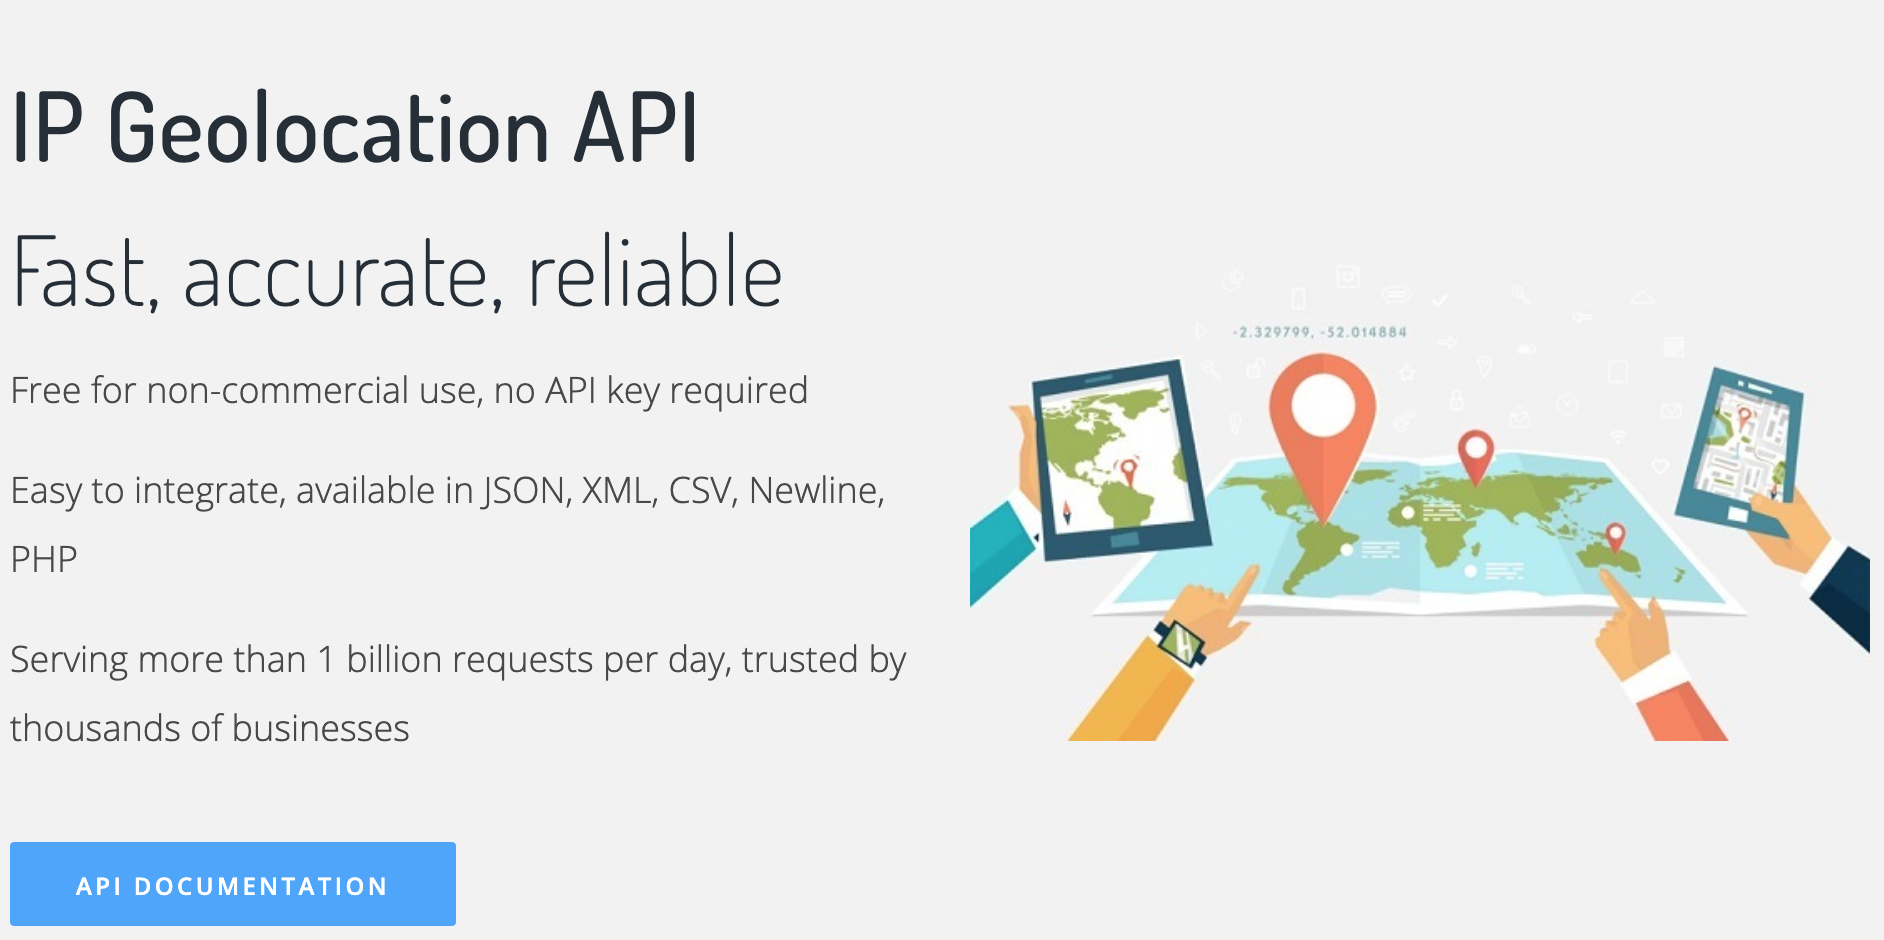 IP Geolocation API
Fast, accurate, reliable
Free for non-commercial use, no API key required
Easy to integrate, available in JSON, XML, CSV, Newline,
PHP
Serving more than 1 billion requests per day, trusted by
thousands of businesses
API DOCUMENTATION
-2.329799, -52.014884